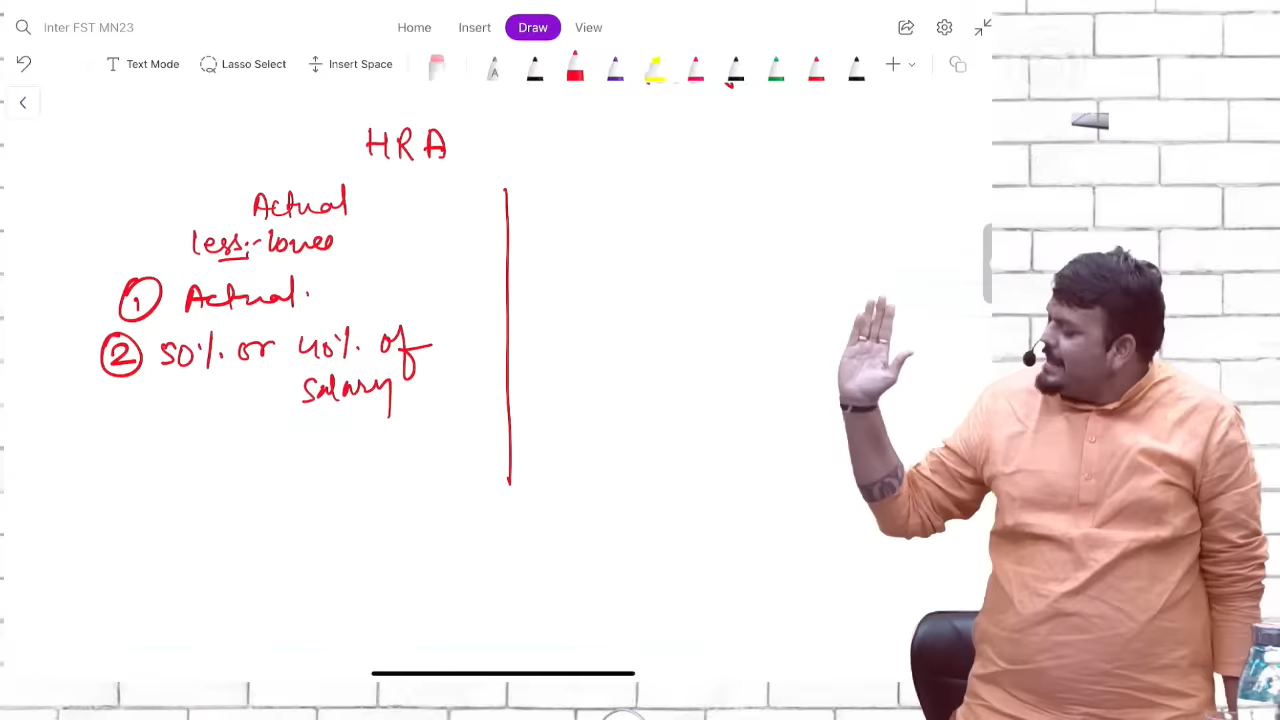 Inter FST MN23
Home Insert Draw View
Text Mode Lasso Select Insert Space
HRA
Actual
less:- lower
1 Actual.
2 50% or 40% of
salary